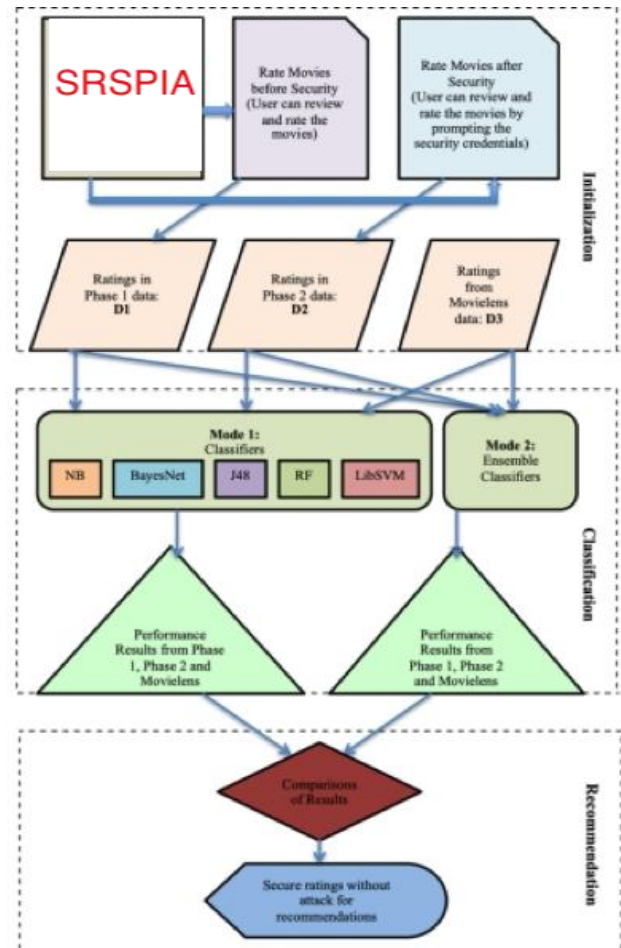 SRSPIA
Rate Movies
before Security
(User can review
and rate the
movies)
Rate Movies after
Security
(User can review and
rate the movies by
prompting the
security credentials)
Initialization
Ratings in
Phase 1 data:
D1
Ratings in
Phase 2 data:
D2
Ratings
from
Movielens
data: D3
Mode 1:
Classifiers
NB
BayesNet
J48
RF
LibSVM
Mode 2:
Ensemble
Classifiers
Classification
Performance
Results from Phase
1, Phase 2 and
Movielens
Performance
Results from
Phase 1, Phase 2
and Movielens
Comparisons
of Results
Secure ratings without
attack for
recommendations
Recommendation